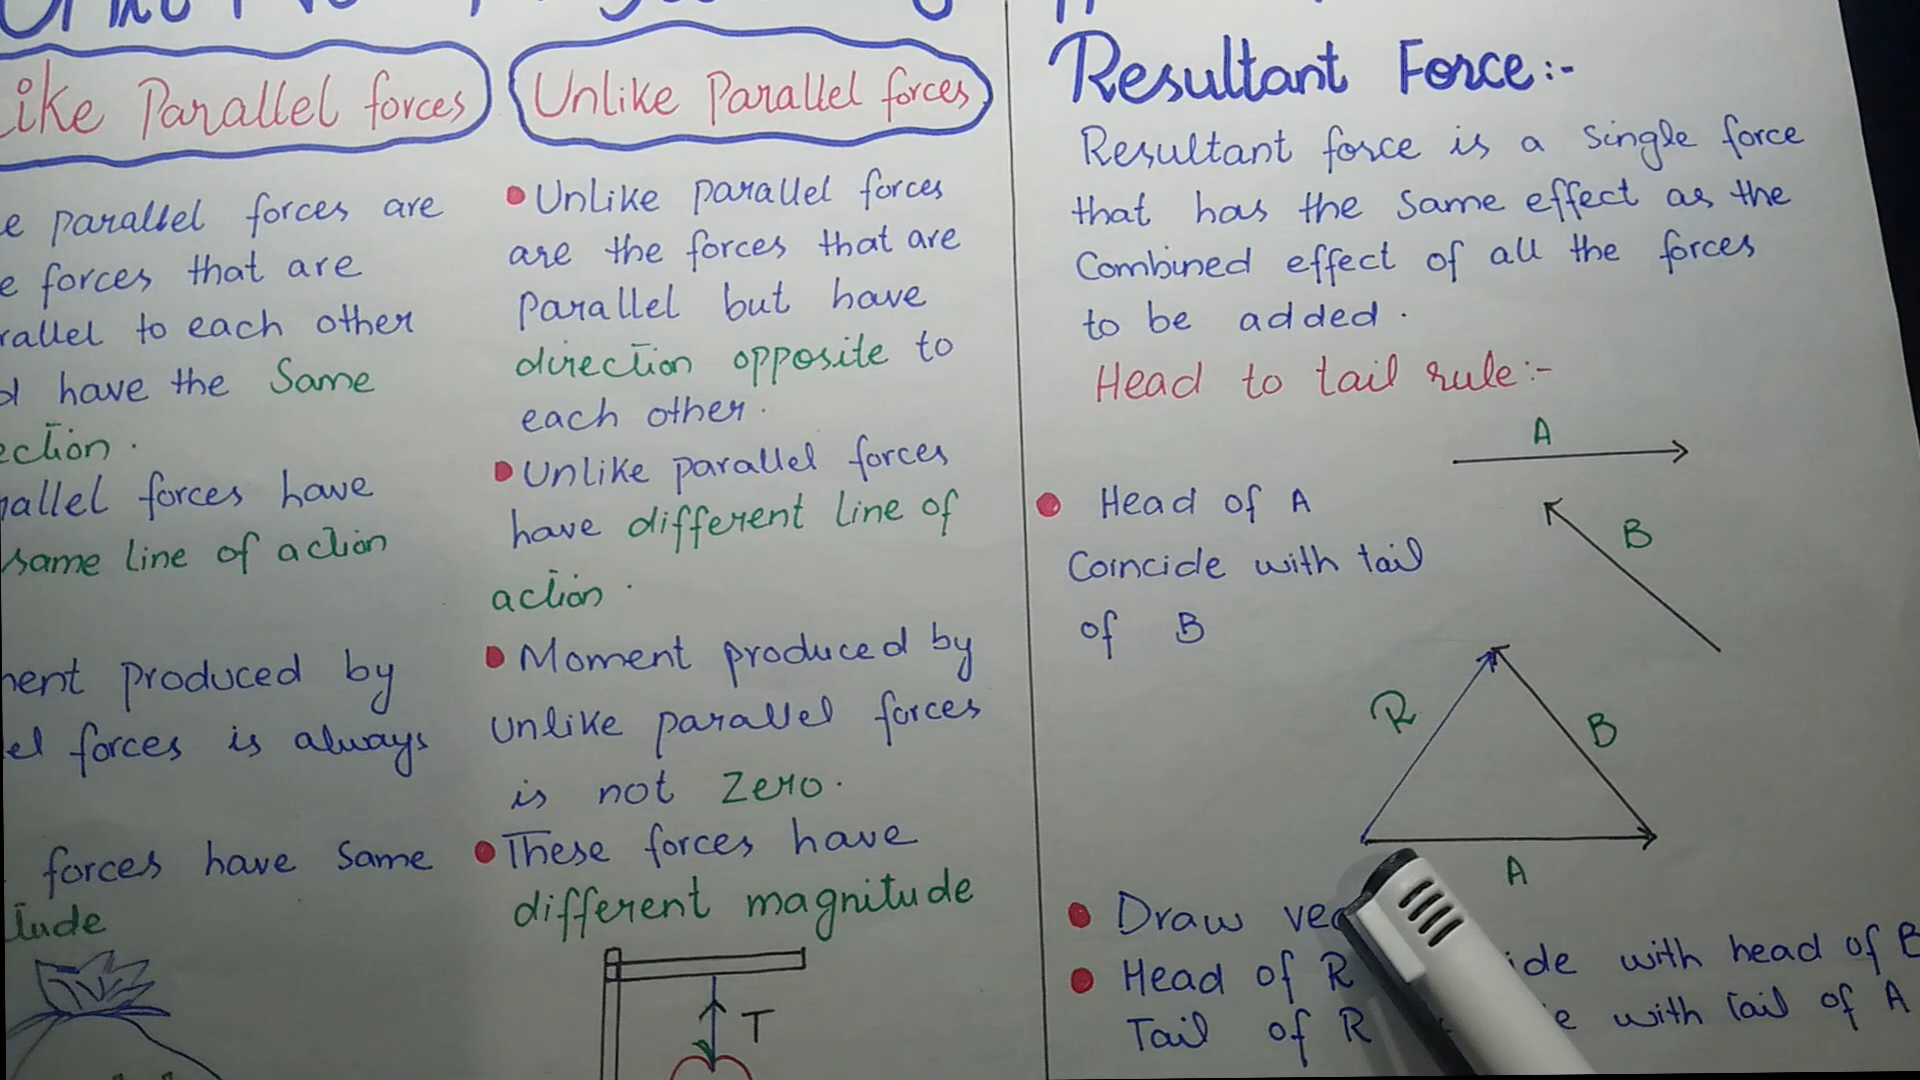 ike Parallel forces
e parallel forces are
e forces that are
rallel to each other
d have the Same
ection.
rallel forces have
same line of action
ment produced by
el forces is always
forces have same
tude
Unlike Parallel forces
Unlike parallel forces
are the forces that are
parallel but have
direction opposite to
each other.
Unlike parallel forces
have different line of
action.
Moment produced by
unlike parallel forces
is not Zero.
These forces have
different magnitude
T
Resultant Force:-
Resultant force is a single force
that has the same effect as the
Combined effect of all the forces
to be added.
Head to tail rule:-
A
Head of A
Coincide with tail
of B
B
R
B
A
Draw vec
Head of R ide with head of B
Tail of R e with tail of A